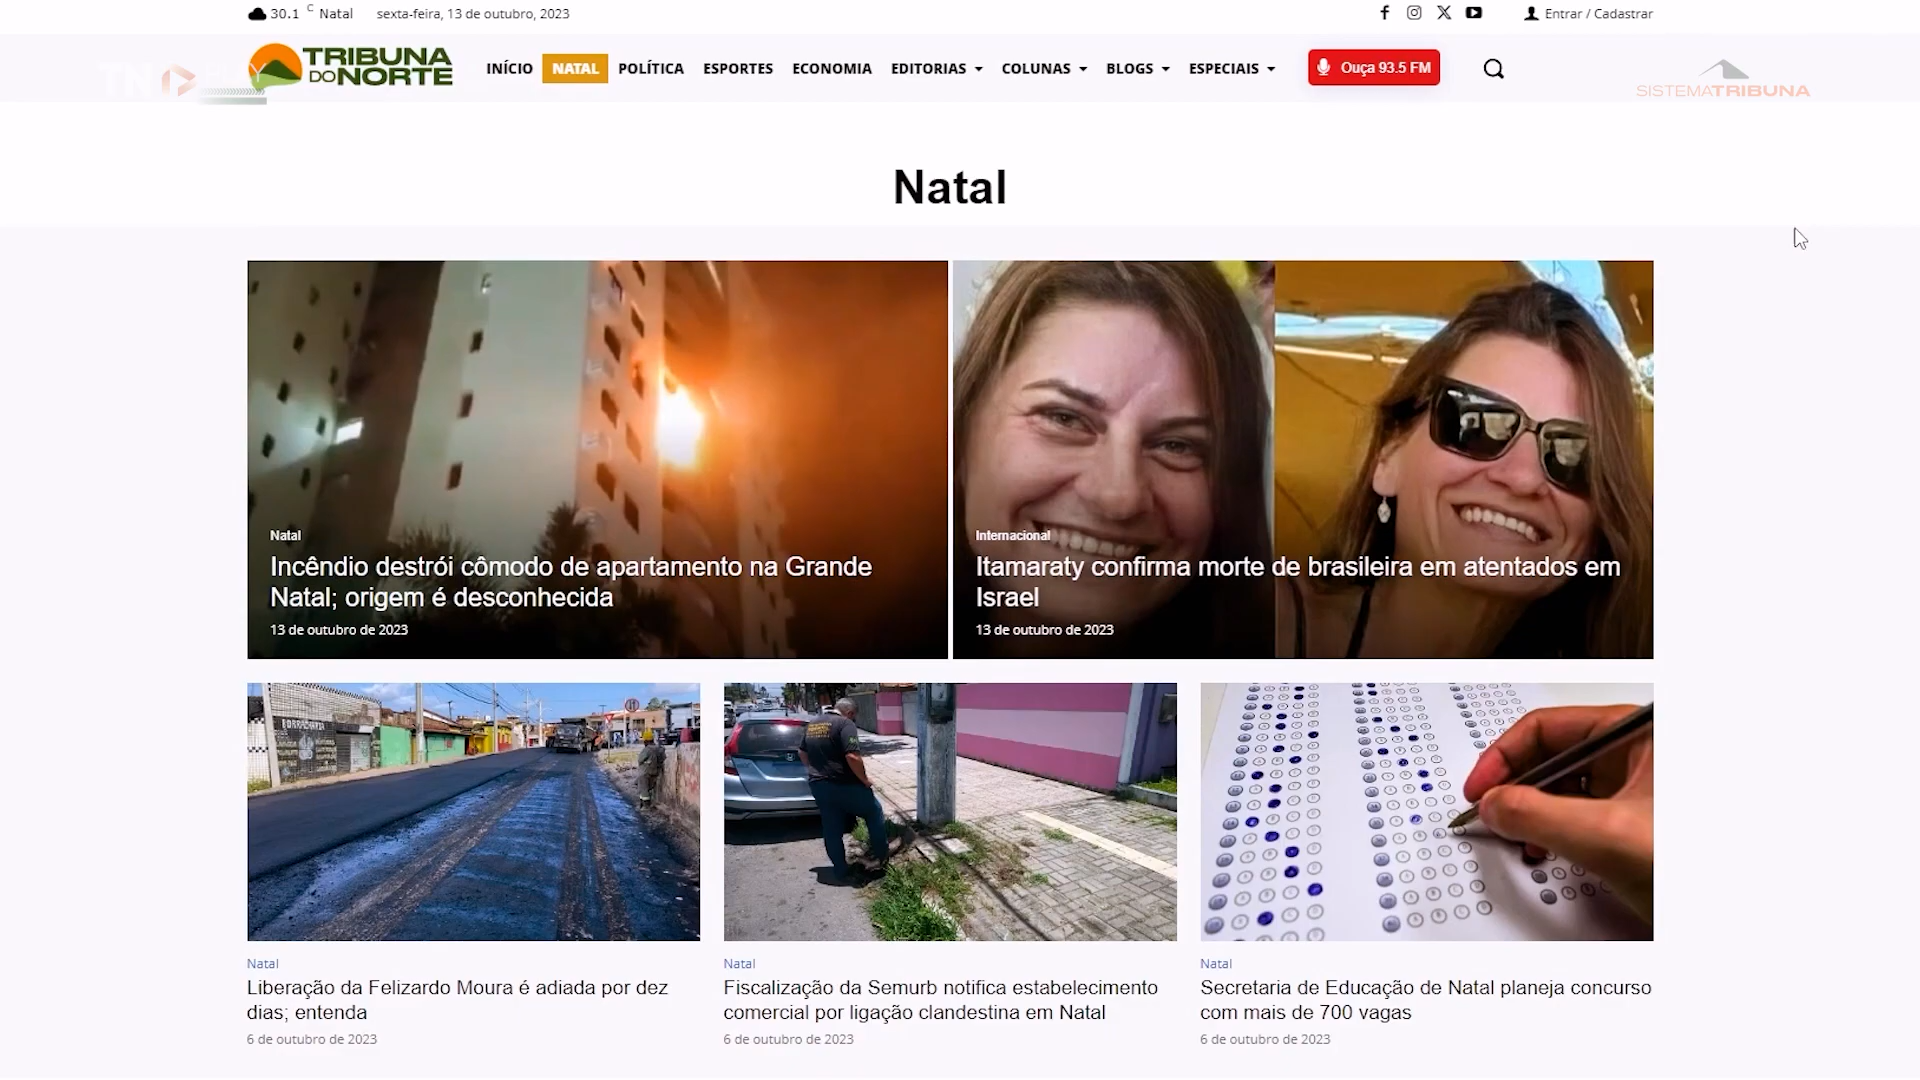 30.1 C Natal sexta-feira, 13 de outubro, 2023 Entrar / Cadastrar
TN PLAY
TRIBUNA
DO NORTE
INÍCIO NATAL POLÍTICA ESPORTES ECONOMIA EDITORIAS COLUNAS BLOGS ESPECIAIS Ouça 93.5 FM
SISTEMATRIBUNA
Natal
Natal
Incêndio destrói cômodo de apartamento na Grande
Natal; origem é desconhecida
13 de outubro de 2023
Internacional
Itamaraty confirma morte de brasileira em atentados em
Israel
13 de outubro de 2023
BORRACHARIA
Natal
Liberação da Felizardo Moura é adiada por dez
dias; entenda
6 de outubro de 2023
Natal
Fiscalização da Semurb notifica estabelecimento
comercial por ligação clandestina em Natal
6 de outubro de 2023
Natal
Secretaria de Educação de Natal planeja concurso
com mais de 700 vagas
6 de outubro de 2023